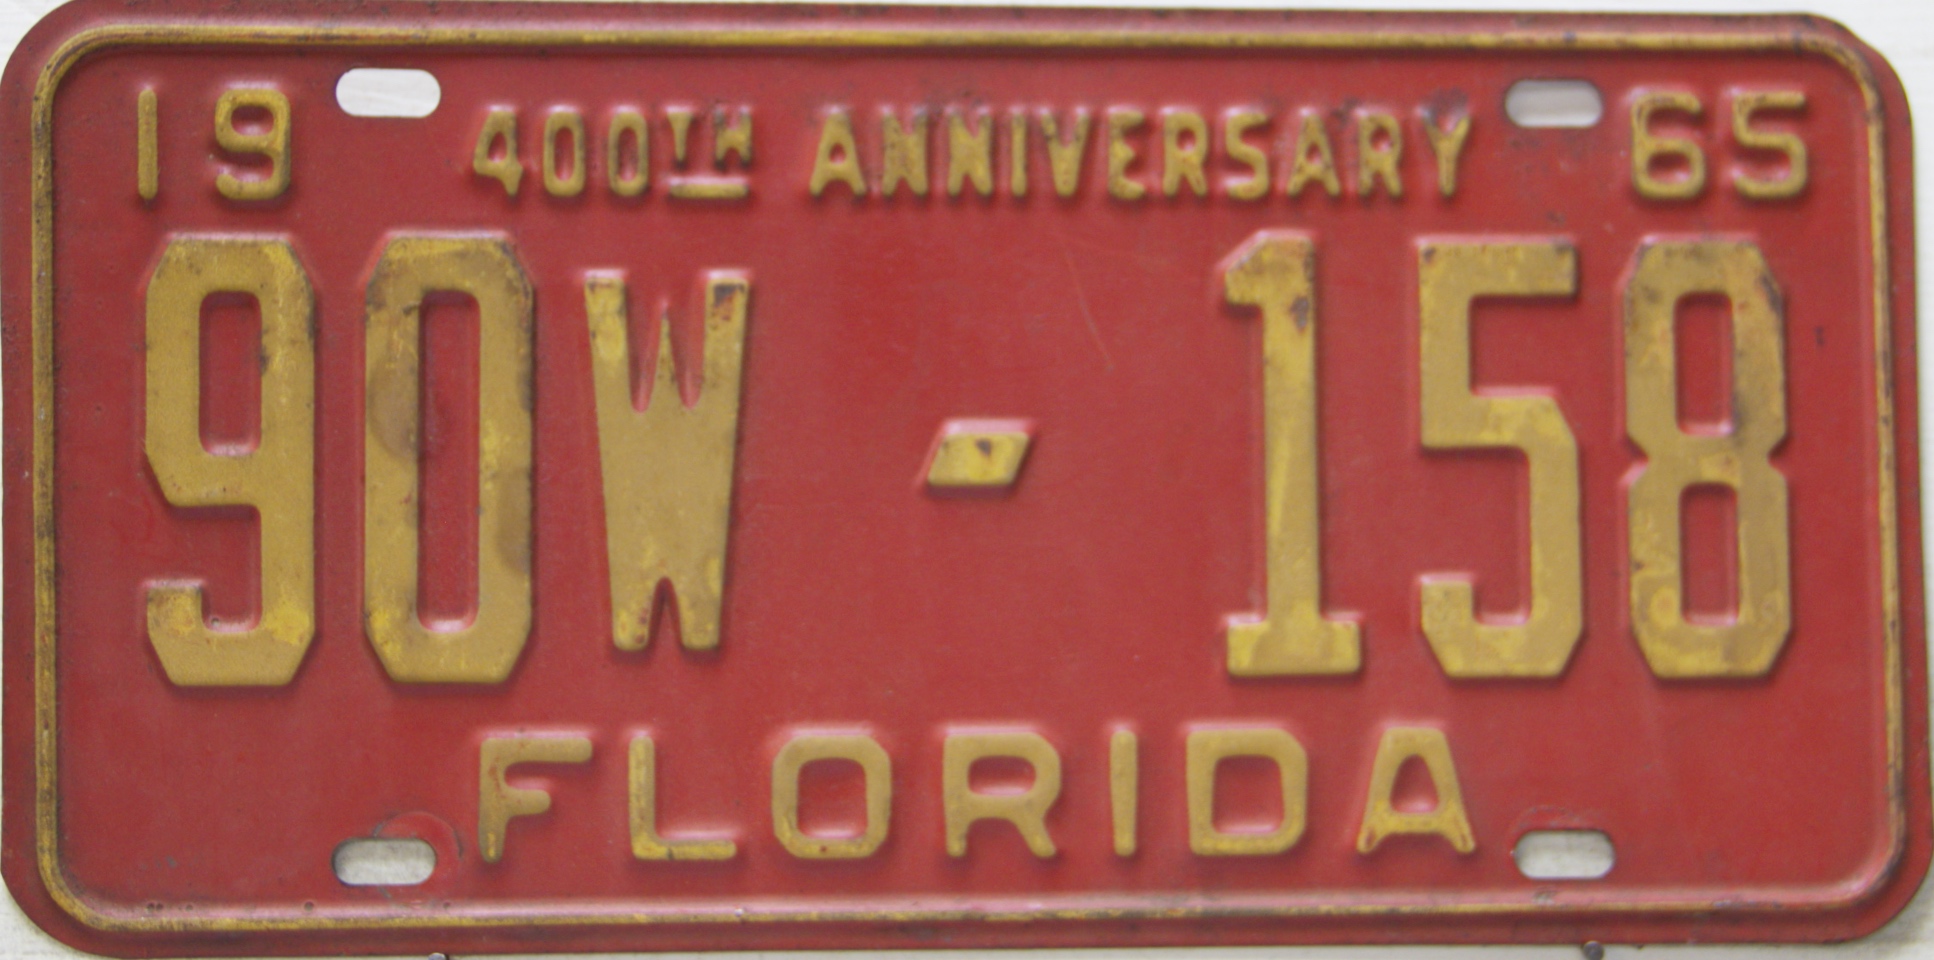 19 400TH ANNIVERSARY 65
90W - 158
FLORIDA